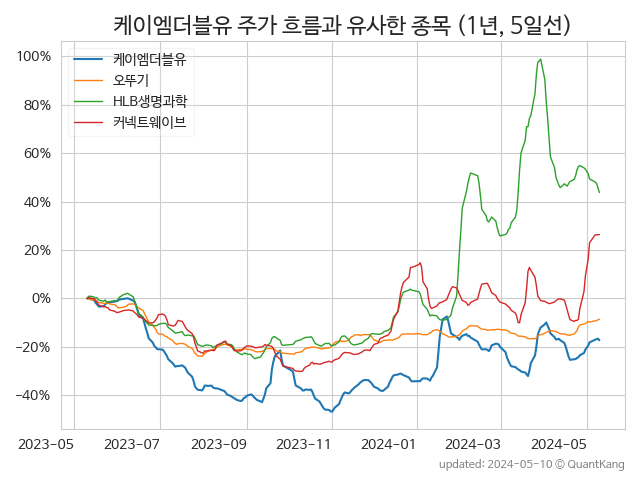 케이엠더블유 주가 흐름과 유사한 종목 (1년, 5일선)
케이엠더블유
오뚜기
HLB생명과학
커넥트웨이브
100%
80%
60%
40%
20%
0%
−20%
−40%
2023-05 2023-07 2023-09 2023-11 2024-01 2024-03 2024-05
updated: 2024-05-10 © QuantKang